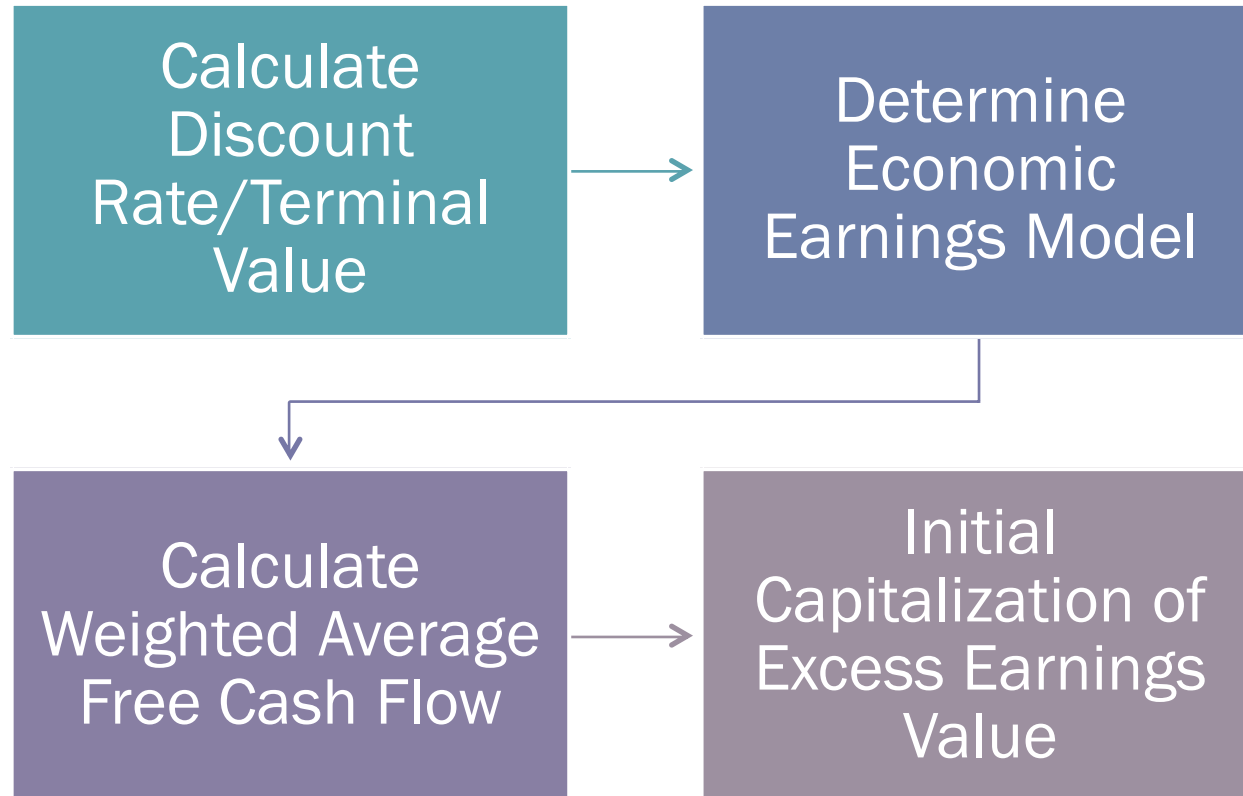 Calculate
Discount
Rate/Terminal
Value
Determine
Economic
Earnings Model
Calculate
Weighted Average
Free Cash Flow
Initial
Capitalization of
Excess Earnings
Value